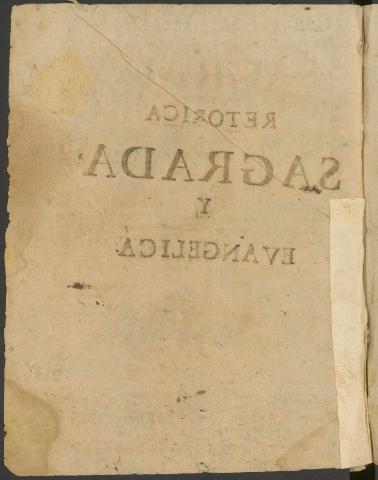 RETORICA
SAGRADA,
Y
EVANGELICA.